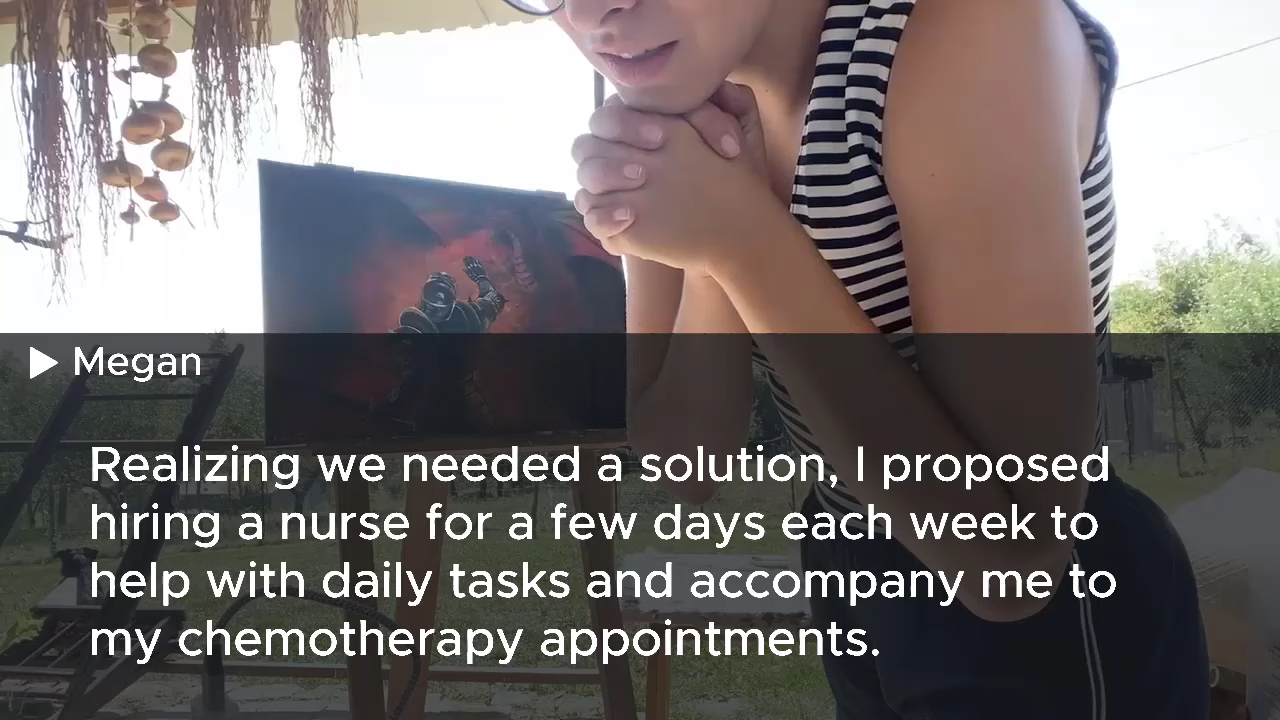 Megan
Realizing we needed a solution, I proposed
hiring a nurse for a few days each week to
help with daily tasks and accompany me to
my chemotherapy appointments.